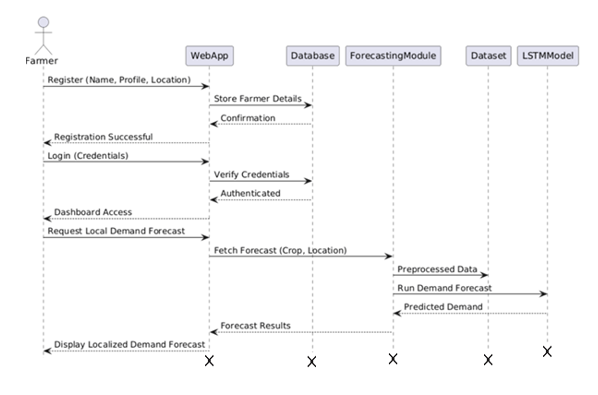 Farmer
WebApp
Database
ForecastingModule
Dataset
LSTMModel
Register (Name, Profile, Location)
Store Farmer Details
Confirmation
Registration Successful
Login (Credentials)
Verify Credentials
Authenticated
Dashboard Access
Request Local Demand Forecast
Fetch Forecast (Crop, Location)
Preprocessed Data
Run Demand Forecast
Predicted Demand
Forecast Results
Display Localized Demand Forecast
X X X X X